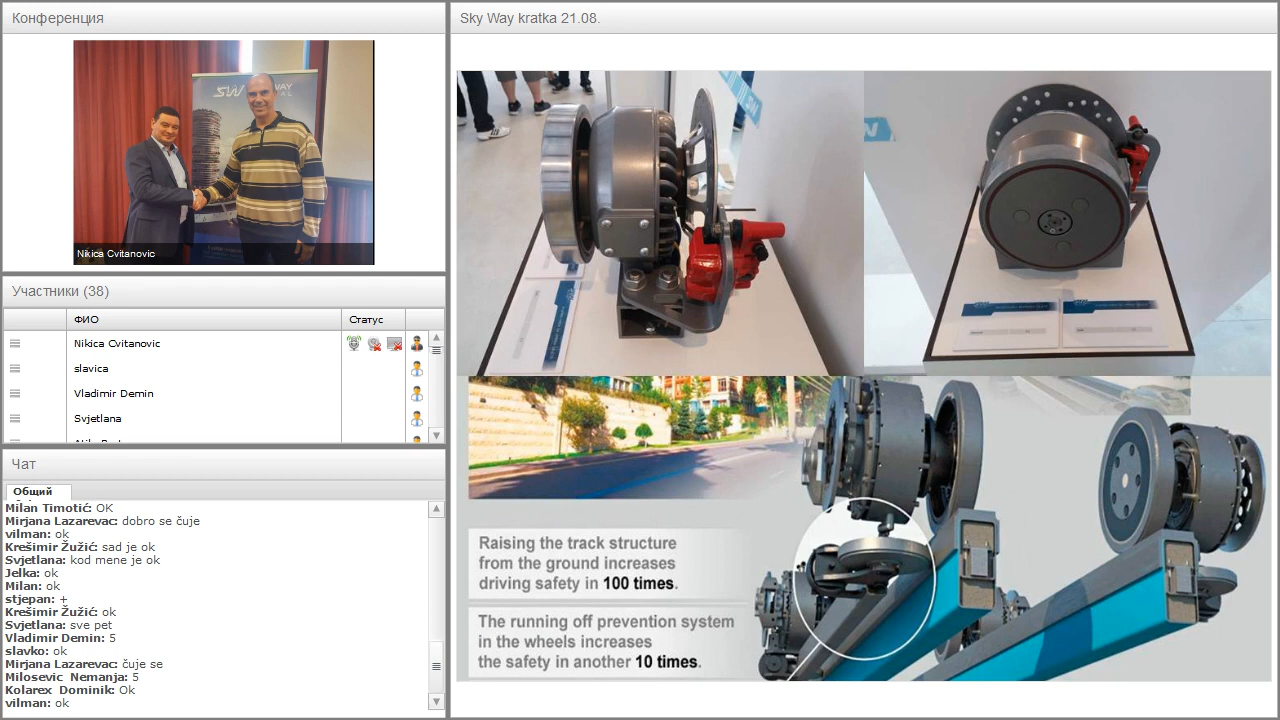 Конференция
SW WAY
Nikica Cvitanovic
Участники (38)
ФИО
Статус
Nikica Cvitanovic
slavica
Vladimir Demin
Svjetlana
Чат
Общий
Milan Timotić: OK
Mirjana Lazarevac: dobro se čuje
vilman: ok
Krešimir Žužić: sad je ok
Svjetlana: kod mene je ok
Jelka: ok
Milan: ok
stjepan: +
Krešimir Žužić: ok
Svjetlana: sve pet
Vladimir Demin: 5
slavko: ok
Mirjana Lazarevac: čuje se
Milosevic Nemanja: 5
Kolarex Dominik: Ok
vilman: ok
Sky Way kratka 21.08.
Raising the track structure
from the ground increases
driving safety in 100 times.
The running off prevention system
in the wheels increases
the safety in another 10 times.